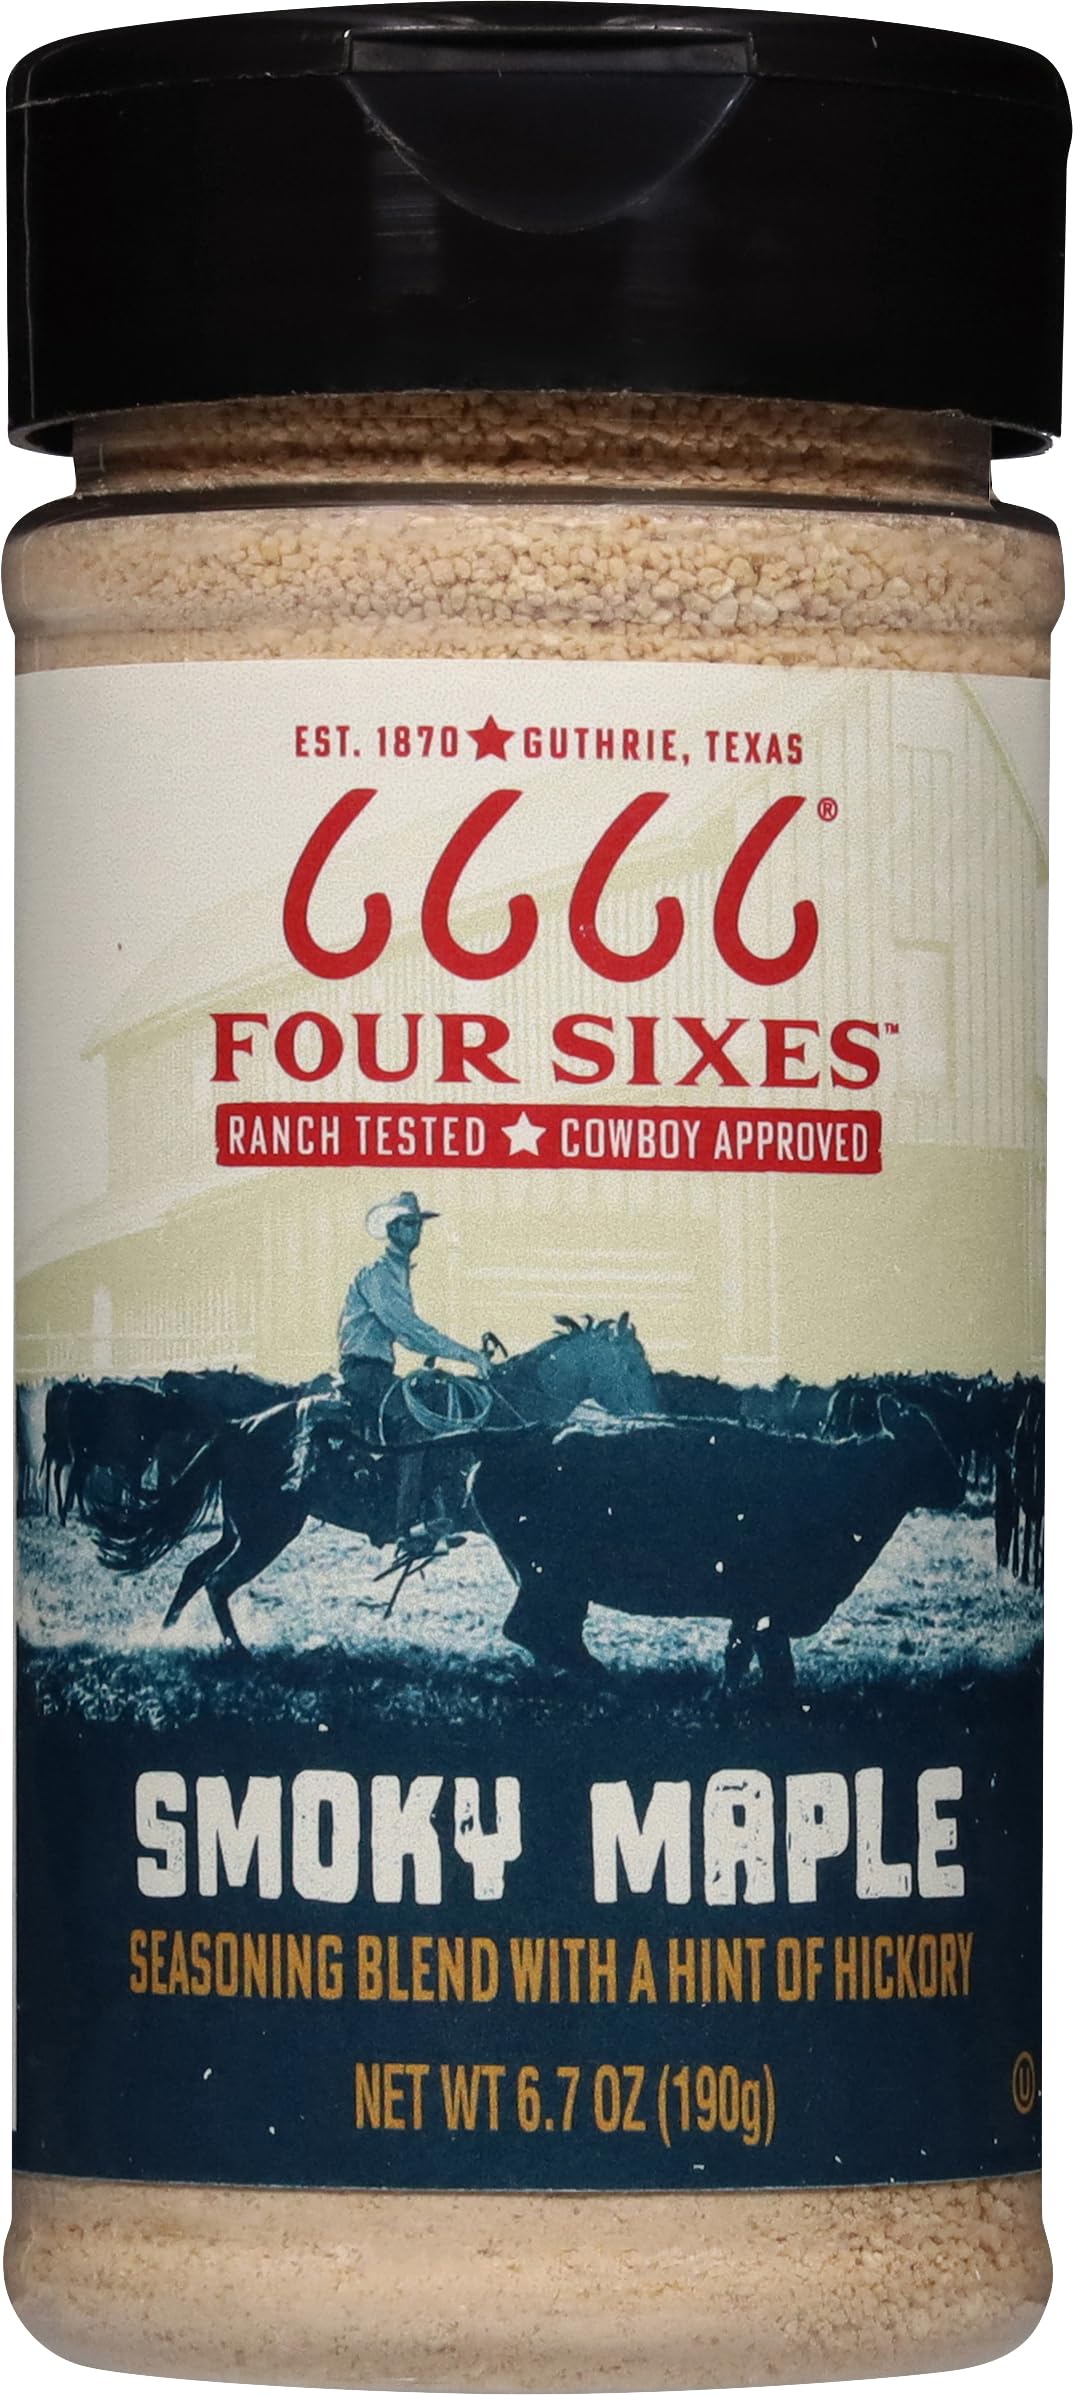 EST. 1870 ★ GUTHRIE, TEXAS
6666®
FOUR SIXES™
RANCH TESTED ★ COWBOY APPROVED
SMOKY MAPLE
SEASONING BLEND WITH A HINT OF HICKORY
NET WT 6.7 OZ (190g)
U